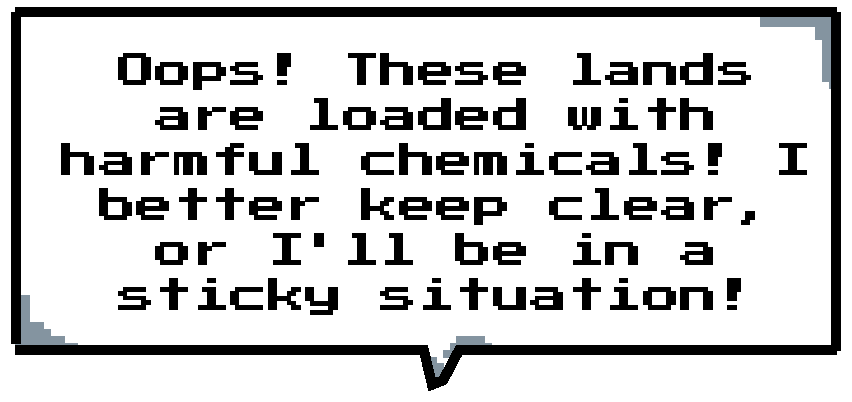 Oops! These lands
are loaded with
harmful chemicals! I
better keep clear,
or I'll be in a
sticky situation!